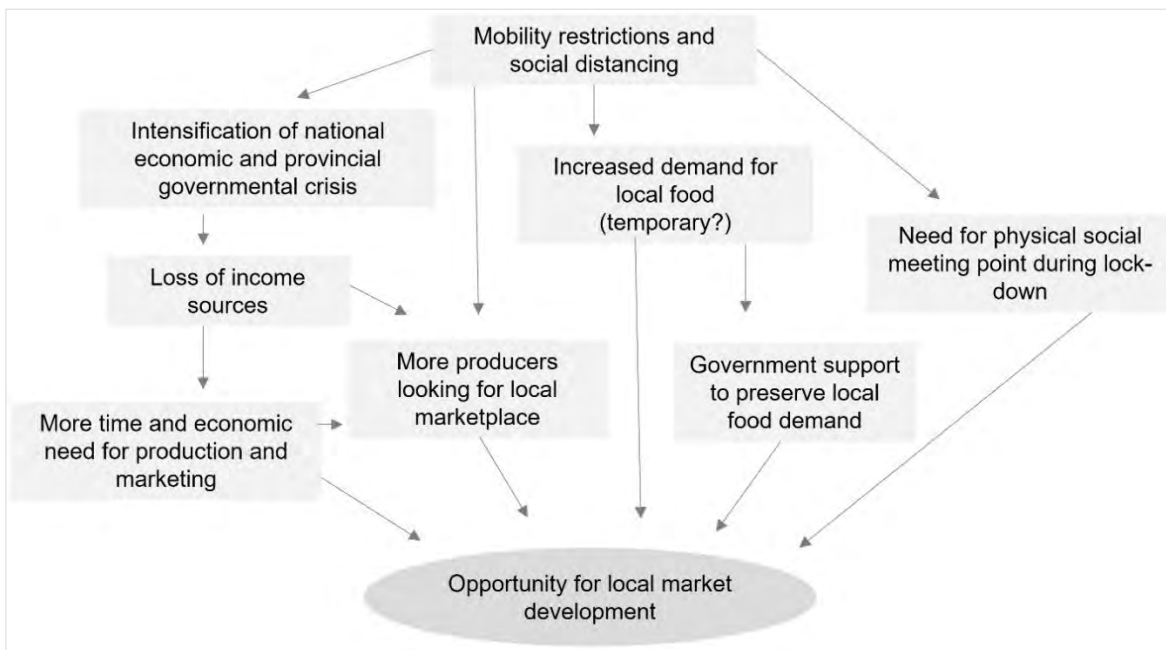 Mobility restrictions and
social distancing
Intensification of national
economic and provincial
governmental crisis
Increased demand for
local food
(temporary?)
Need for physical social
meeting point during lock-
down
Loss of income
sources
More producers
looking for local
marketplace
Government support
to preserve local
food demand
More time and economic
need for production and
marketing
Opportunity for local market
development